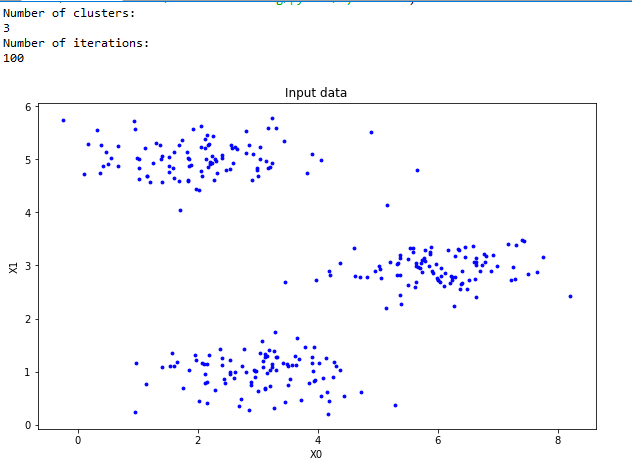 Number of clusters:
3
Number of iterations:
100
Input data
6
5
4
3
2
1
0
X1
0 2 4 6 8
X0